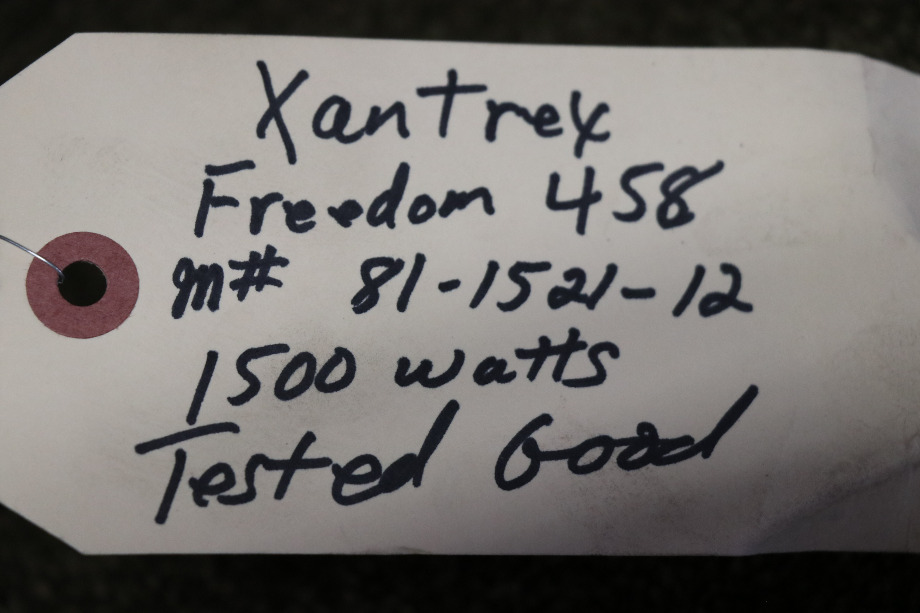 Xantrex
Freedom 458
m# 81-1521-12
1500 watts
Tested Good